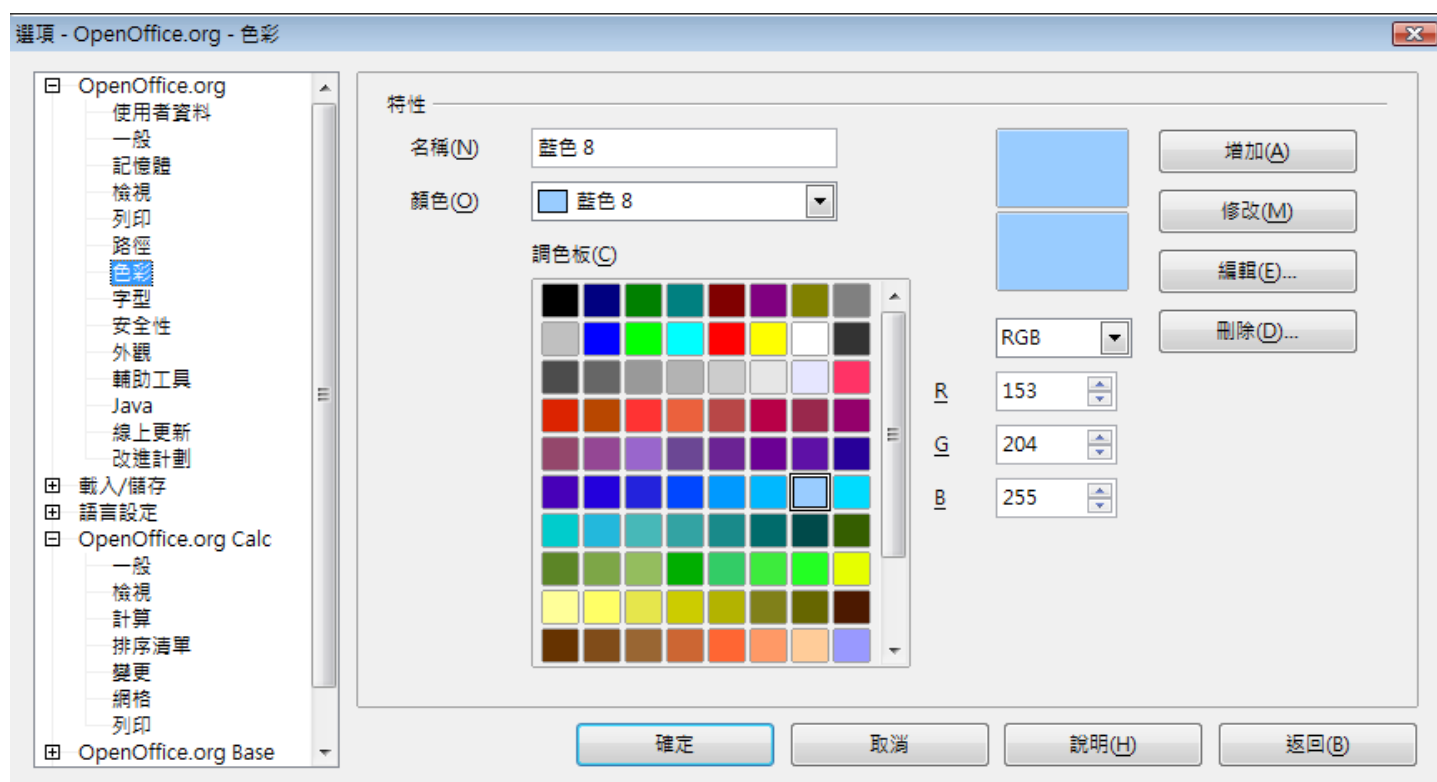 選項 - OpenOffice.org - 色彩
OpenOffice.org
使用者資料
一般
記憶體
檢視
列印
路徑
色彩
字型
安全性
外觀
輔助工具
Java
線上更新
改進計劃
載入/儲存
語言設定
OpenOffice.org Calc
一般
檢視
計算
排序清單
變更
網格
列印
OpenOffice.org Base
特性
名稱(N)
藍色 8
顏色(O)
藍色 8
調色板(C)
RGB
R
153
G
204
B
255
增加(A)
修改(M)
編輯(E)...
刪除(D)...
確定
取消
說明(H)
返回(B)